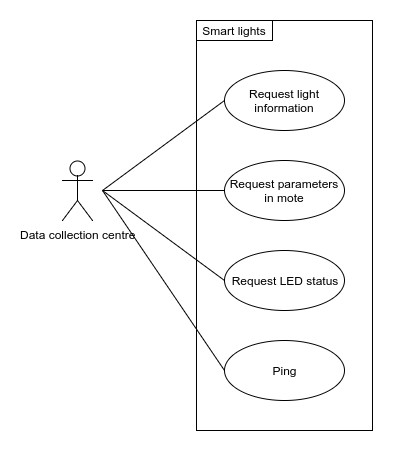 Smart lights
Request light
information
Request parameters
in mote
Data collection centre
Request LED status
Ping